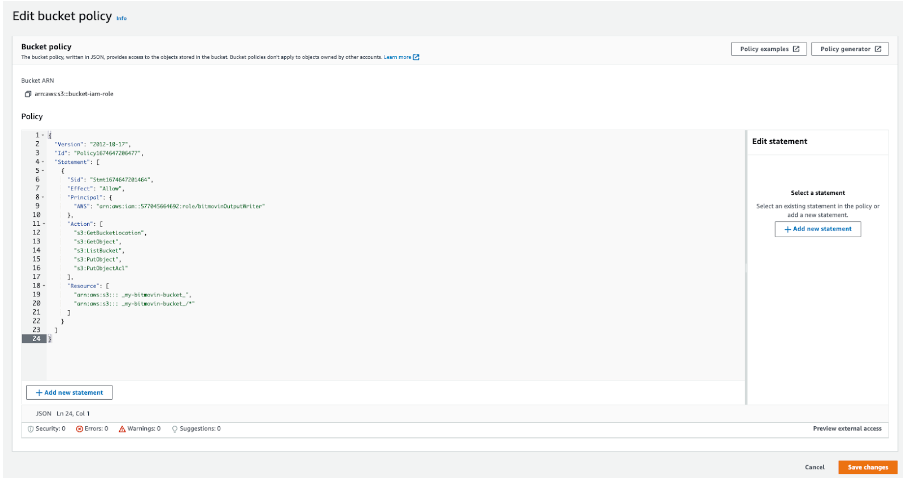 Edit bucket policy Info
Bucket policy
The bucket policy, written in JSON, provides access to the objects stored in the bucket. Bucket policies don't apply to objects owned by other accounts. Learn more
Policy examples
Policy generator
Bucket ARN
arn:aws:s3:::bucket-iam-role
Policy
1 {
2 "Version": "2012-10-17",
3 "Id": "Policy1674647206477",
4 "Statement": [
5 {
6 "Sid": "Stmt1674647201464",
7 "Effect": "Allow",
8 "Principal": {
9 "AWS": "arn:aws:iam::577045664692:role/bitmovinOutputWriter"
10 },
11 "Action": [
12 "s3:GetBucketLocation",
13 "s3:GetObject",
14 "s3:ListBucket",
15 "s3:PutObject",
16 "s3:PutObjectAcl"
17 ],
18 "Resource": [
19 "arn:aws:s3::: _my-bitmovin-bucket_",
20 "arn:aws:s3::: _my-bitmovin-bucket_/*"
21 ]
22 }
23 ]
24 }
Edit statement
Select a statement
Select an existing statement in the policy or
add a new statement.
+ Add new statement
+ Add new statement
JSON Ln 24, Col 1
Security: 0 Errors: 0 Warnings: 0 Suggestions: 0
Preview external access
Cancel
Save changes